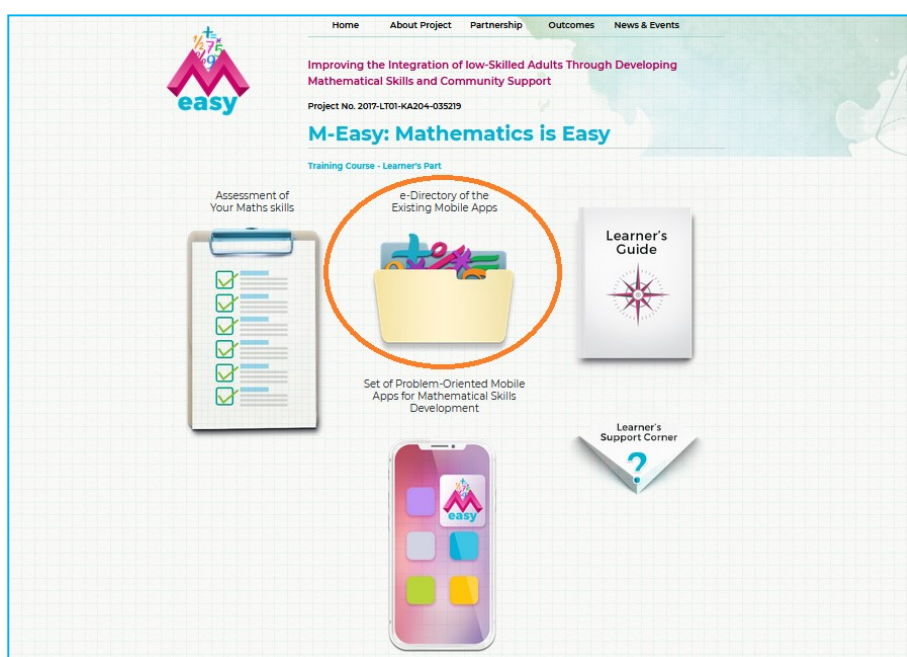 Home About Project Partnership Outcomes News & Events
easy
Improving the Integration of low-Skilled Adults Through Developing
Mathematical Skills and Community Support
Project No. 2017-LT01-KA204-035219
M-Easy: Mathematics is Easy
Training Course - Learner's Part
Assessment of
Your Maths skills
e-Directory of the
Existing Mobile Apps
Learner's
Guide
Set of Problem-Oriented Mobile
Apps for Mathematical Skills
Development
Learner's
Support Corner
?
easy